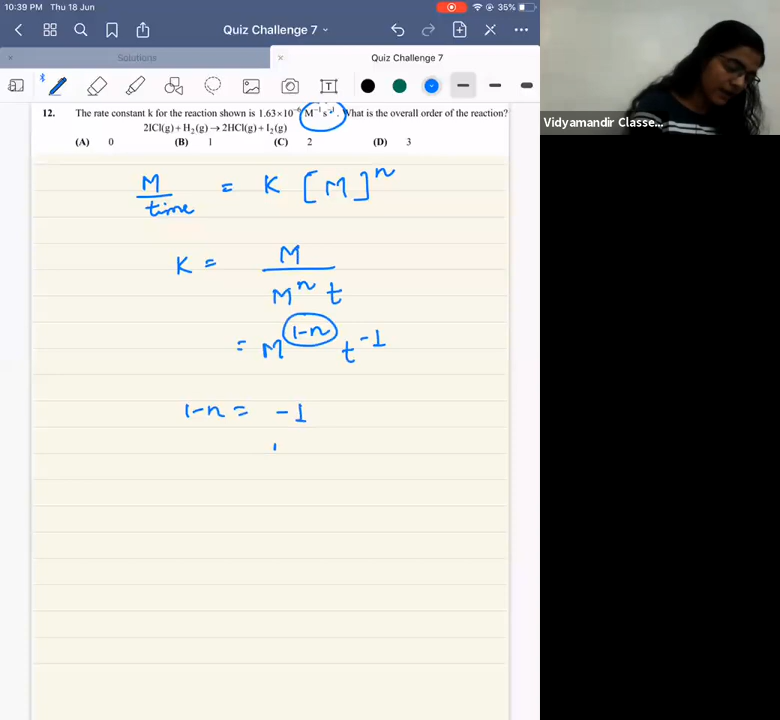 10:39 PM Thu 18 Jun 35%
Quiz Challenge 7
Solutions
Quiz Challenge 7
12. The rate constant k for the reaction shown is 1.63×10⁻⁶ M⁻¹ s⁻¹. What is the overall order of the reaction?
2ICl(g) + H₂(g) → 2HCl(g) + I₂(g)
(A) 0 (B) 1 (C) 2 (D) 3
M/time = K [M]ⁿ
K = M/Mⁿ t
= M^(1-n) t⁻¹
1-n = -1
Vidyamandir Classe...